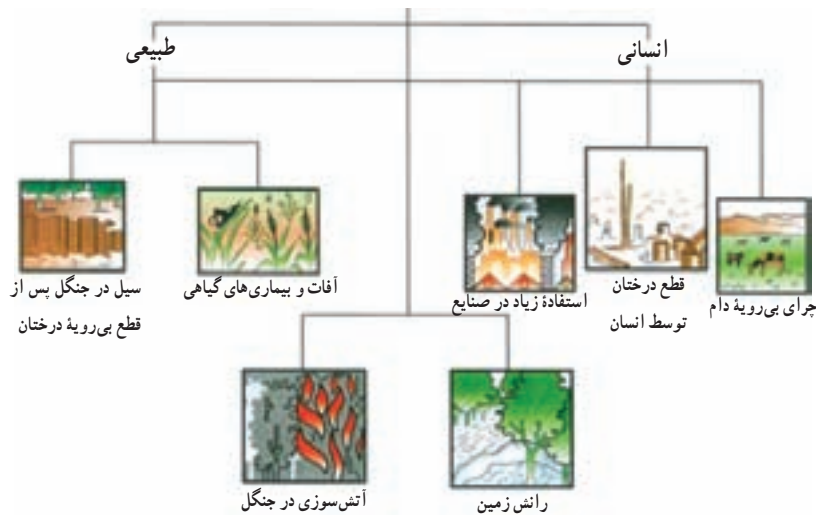 انسانی
طبیعی
چرای بی‌رویهٔ دام
قطع درختان
توسط انسان
استفادهٔ زیاد در صنایع
آفات و بیماری‌های گیاهی
سیل در جنگل پس از
قطع بی‌رویهٔ درختان
رانش زمین
آتش‌سوزی در جنگل